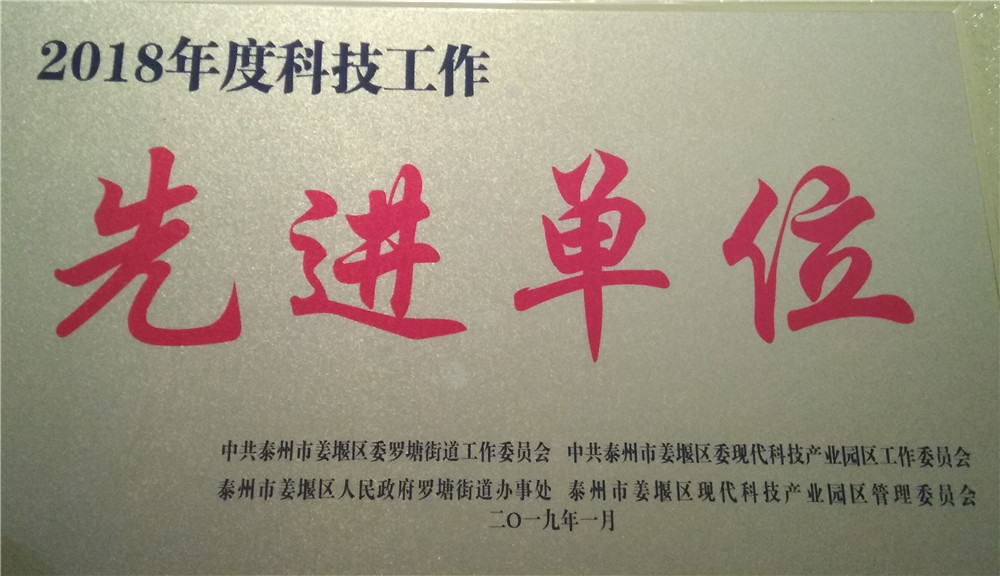 2018年度科技工作
先进单位
中共泰州市姜堰区委罗塘街道工作委员会 中共泰州市姜堰区委现代科技产业园区工作委员会
泰州市姜堰区人民政府罗塘街道办事处 泰州市姜堰区现代科技产业园区管理委员会
二〇一九年一月